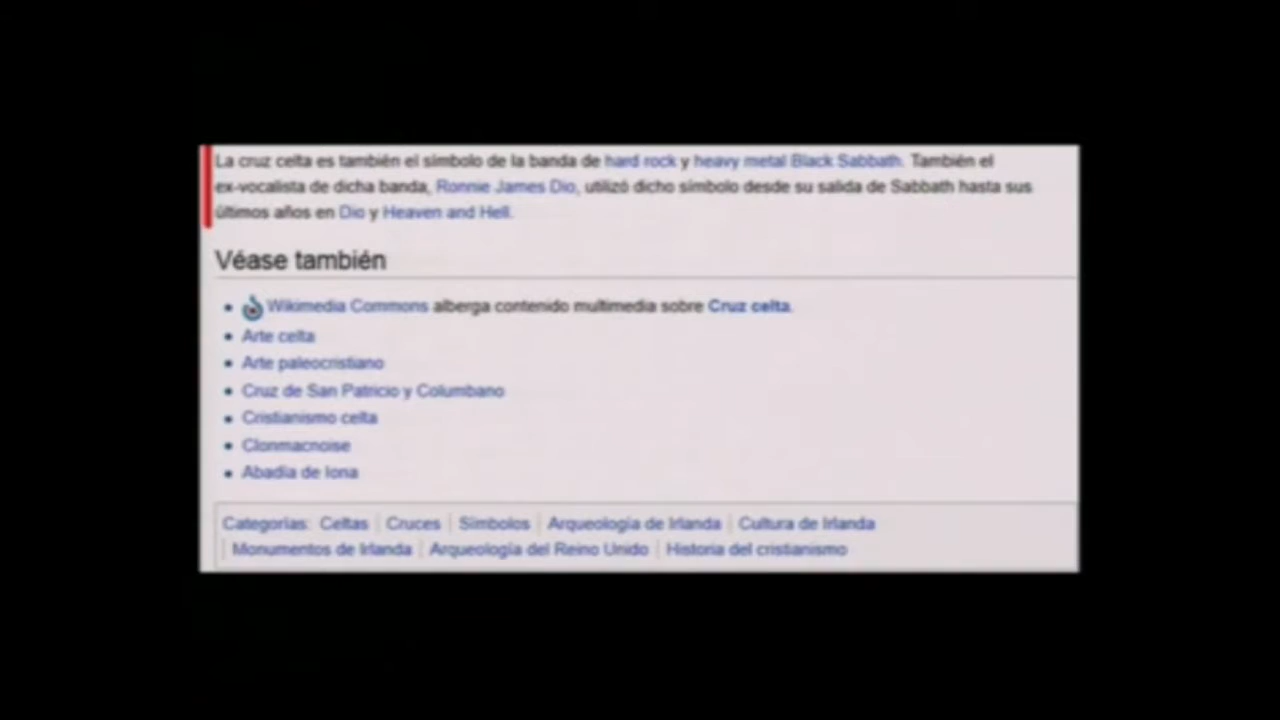 La cruz celta es también el símbolo de la banda de hard rock y heavy metal Black Sabbath. También el
ex-vocalista de dicha banda, Ronnie James Dio, utilizó dicho símbolo desde su salida de Sabbath hasta sus
últimos años en Dio y Heaven and Hell.
Véase también
• Wikimedia Commons alberga contenido multimedia sobre Cruz celta.
• Arte celta
• Arte paleocristiano
• Cruz de San Patricio y Columbano
• Cristianismo celta
• Clonmacnoise
• Abadía de Iona
Categorías: Celtas | Cruces | Símbolos | Arqueología de Irlanda | Cultura de Irlanda
| Monumentos de Irlanda | Arqueología del Reino Unido | Historia del cristianismo